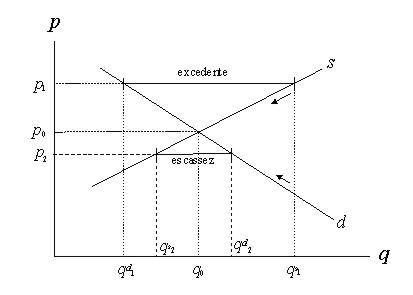 p
s
excedente
p₁
p₀
p₂
escassez
d
qˢ₂
qᵈ₂
q
qᵈ₁
q₀
qˢ₁